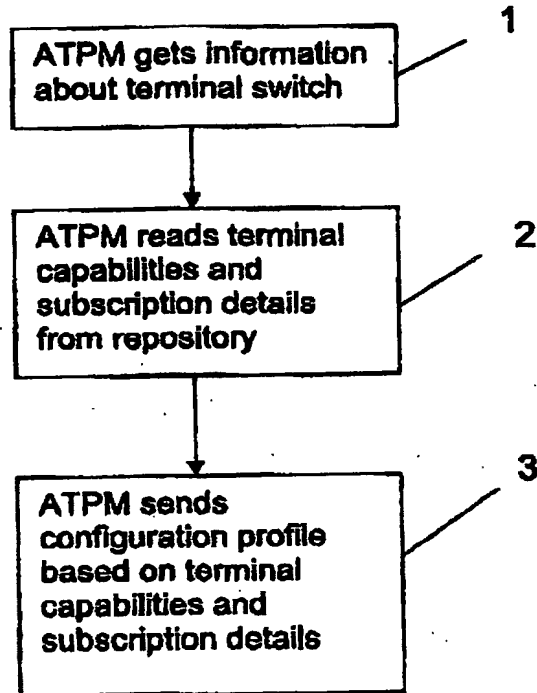 1
ATPM gets information
about terminal switch
2
ATPM reads terminal
capabilities and
subscription details
from repository
3
ATPM sends
configuration profile
based on terminal
capabilities and
subscription details